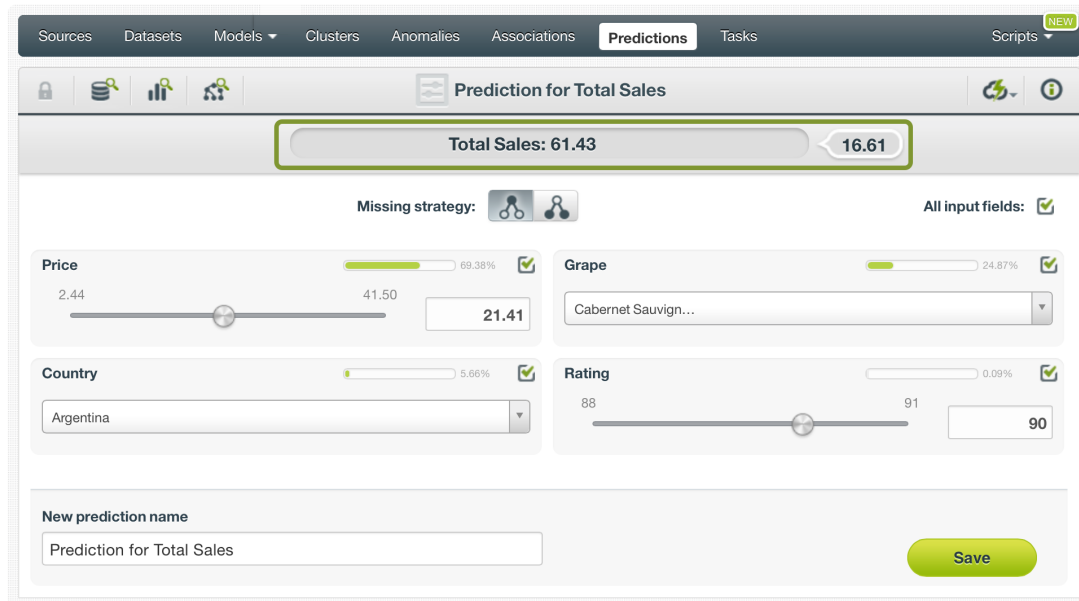 NEW
Sources Datasets Models Clusters Anomalies Associations Predictions Tasks Scripts
Prediction for Total Sales
Total Sales: 61.43 16.61
Missing strategy: All input fields:
Price 69.38%
2.44 41.50
21.41
Grape 24.87%
Cabernet Sauvign...
Country 5.66%
Argentina
Rating 0.09%
88 91
90
New prediction name
Prediction for Total Sales
Save